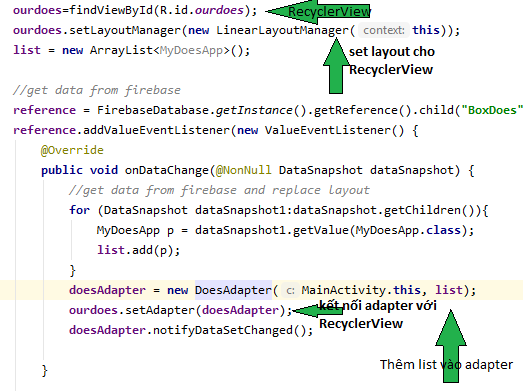 ourdoes=findViewById(R.id.ourdoes); RecyclerView
ourdoes.setLayoutManager(new LinearLayoutManager( context: this));
list = new ArrayList<MyDoesApp>();
set layout cho
RecyclerView
//get data from firebase
reference = FirebaseDatabase.getInstance().getReference().child("BoxDoes"
reference.addValueEventListener(new ValueEventListener() {
@Override
public void onDataChange(@NonNull DataSnapshot dataSnapshot) {
//get data from firebase and replace layout
for (DataSnapshot dataSnapshot1:dataSnapshot.getChildren()){
MyDoesApp p = dataSnapshot1.getValue(MyDoesApp.class);
list.add(p);
}
doesAdapter = new DoesAdapter( c: MainActivity.this, list);
ourdoes.setAdapter(doesAdapter);
kết nối adapter với
RecyclerView
doesAdapter.notifyDataSetChanged();
Thêm list vào adapter
}